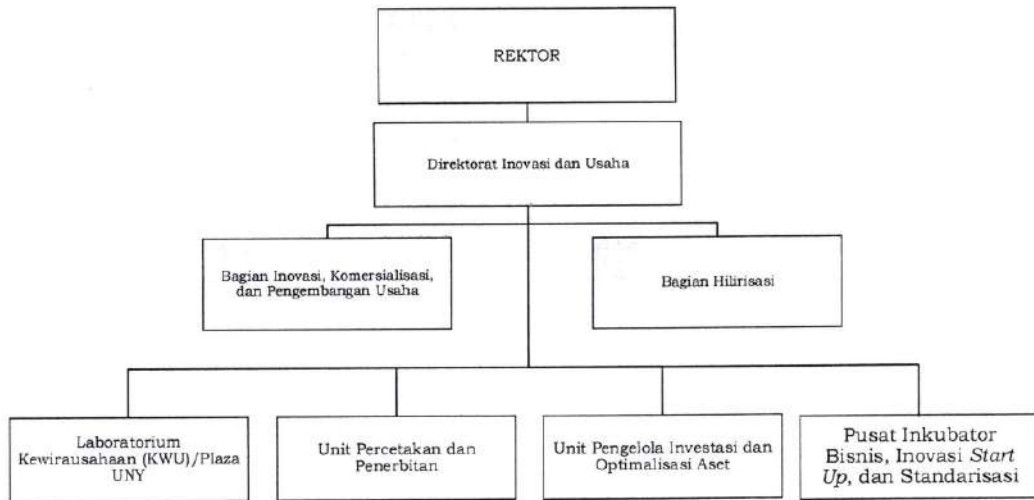 REKTOR
Direktorat Inovasi dan Usaha
Bagian Inovasi, Komersialisasi,
dan Pengembangan Usaha
Bagian Hilirisasi
Laboratorium
Kewirausahaan (KWU)/Plaza
UNY
Unit Percetakan dan
Penerbitan
Unit Pengelola Investasi dan
Optimalisasi Aset
Pusat Inkubator
Bisnis, Inovasi Start
Up, dan Standarisasi